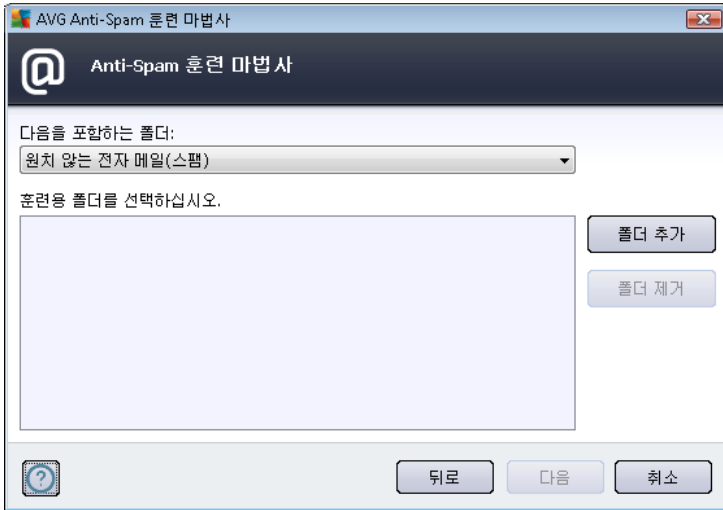 AVG Anti-Spam 훈련 마법사
Anti-Spam 훈련 마법사
다음을 포함하는 폴더:
원치 않는 전자 메일(스팸)
훈련용 폴더를 선택하십시오.
폴더 추가
폴더 제거
뒤로
다음
취소